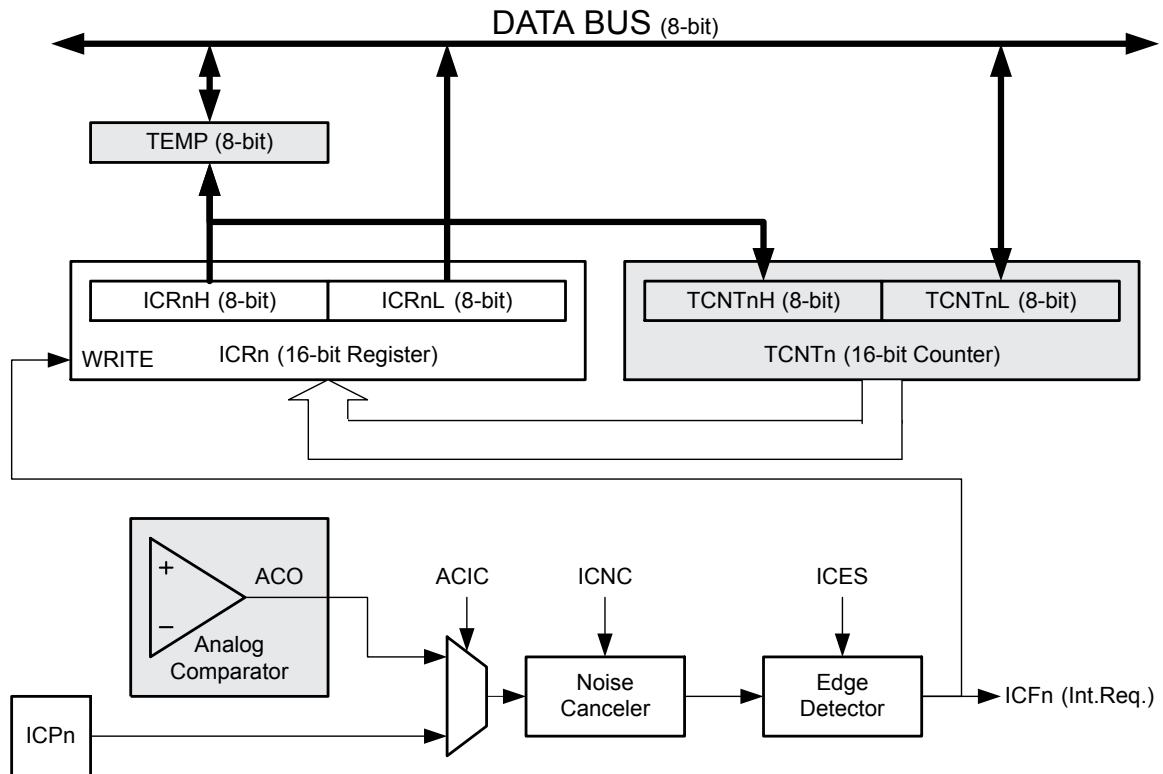 DATA BUS (8-bit)
TEMP (8-bit)
ICRnH (8-bit)
ICRnL (8-bit)
TCNTnH (8-bit)
TCNTnL (8-bit)
WRITE
ICRn (16-bit Register)
TCNTn (16-bit Counter)
+
−
ACO
Analog
Comparator
ACIC
ICNC
ICES
Noise
Canceler
Edge
Detector
ICFn (Int.Req.)
ICPn